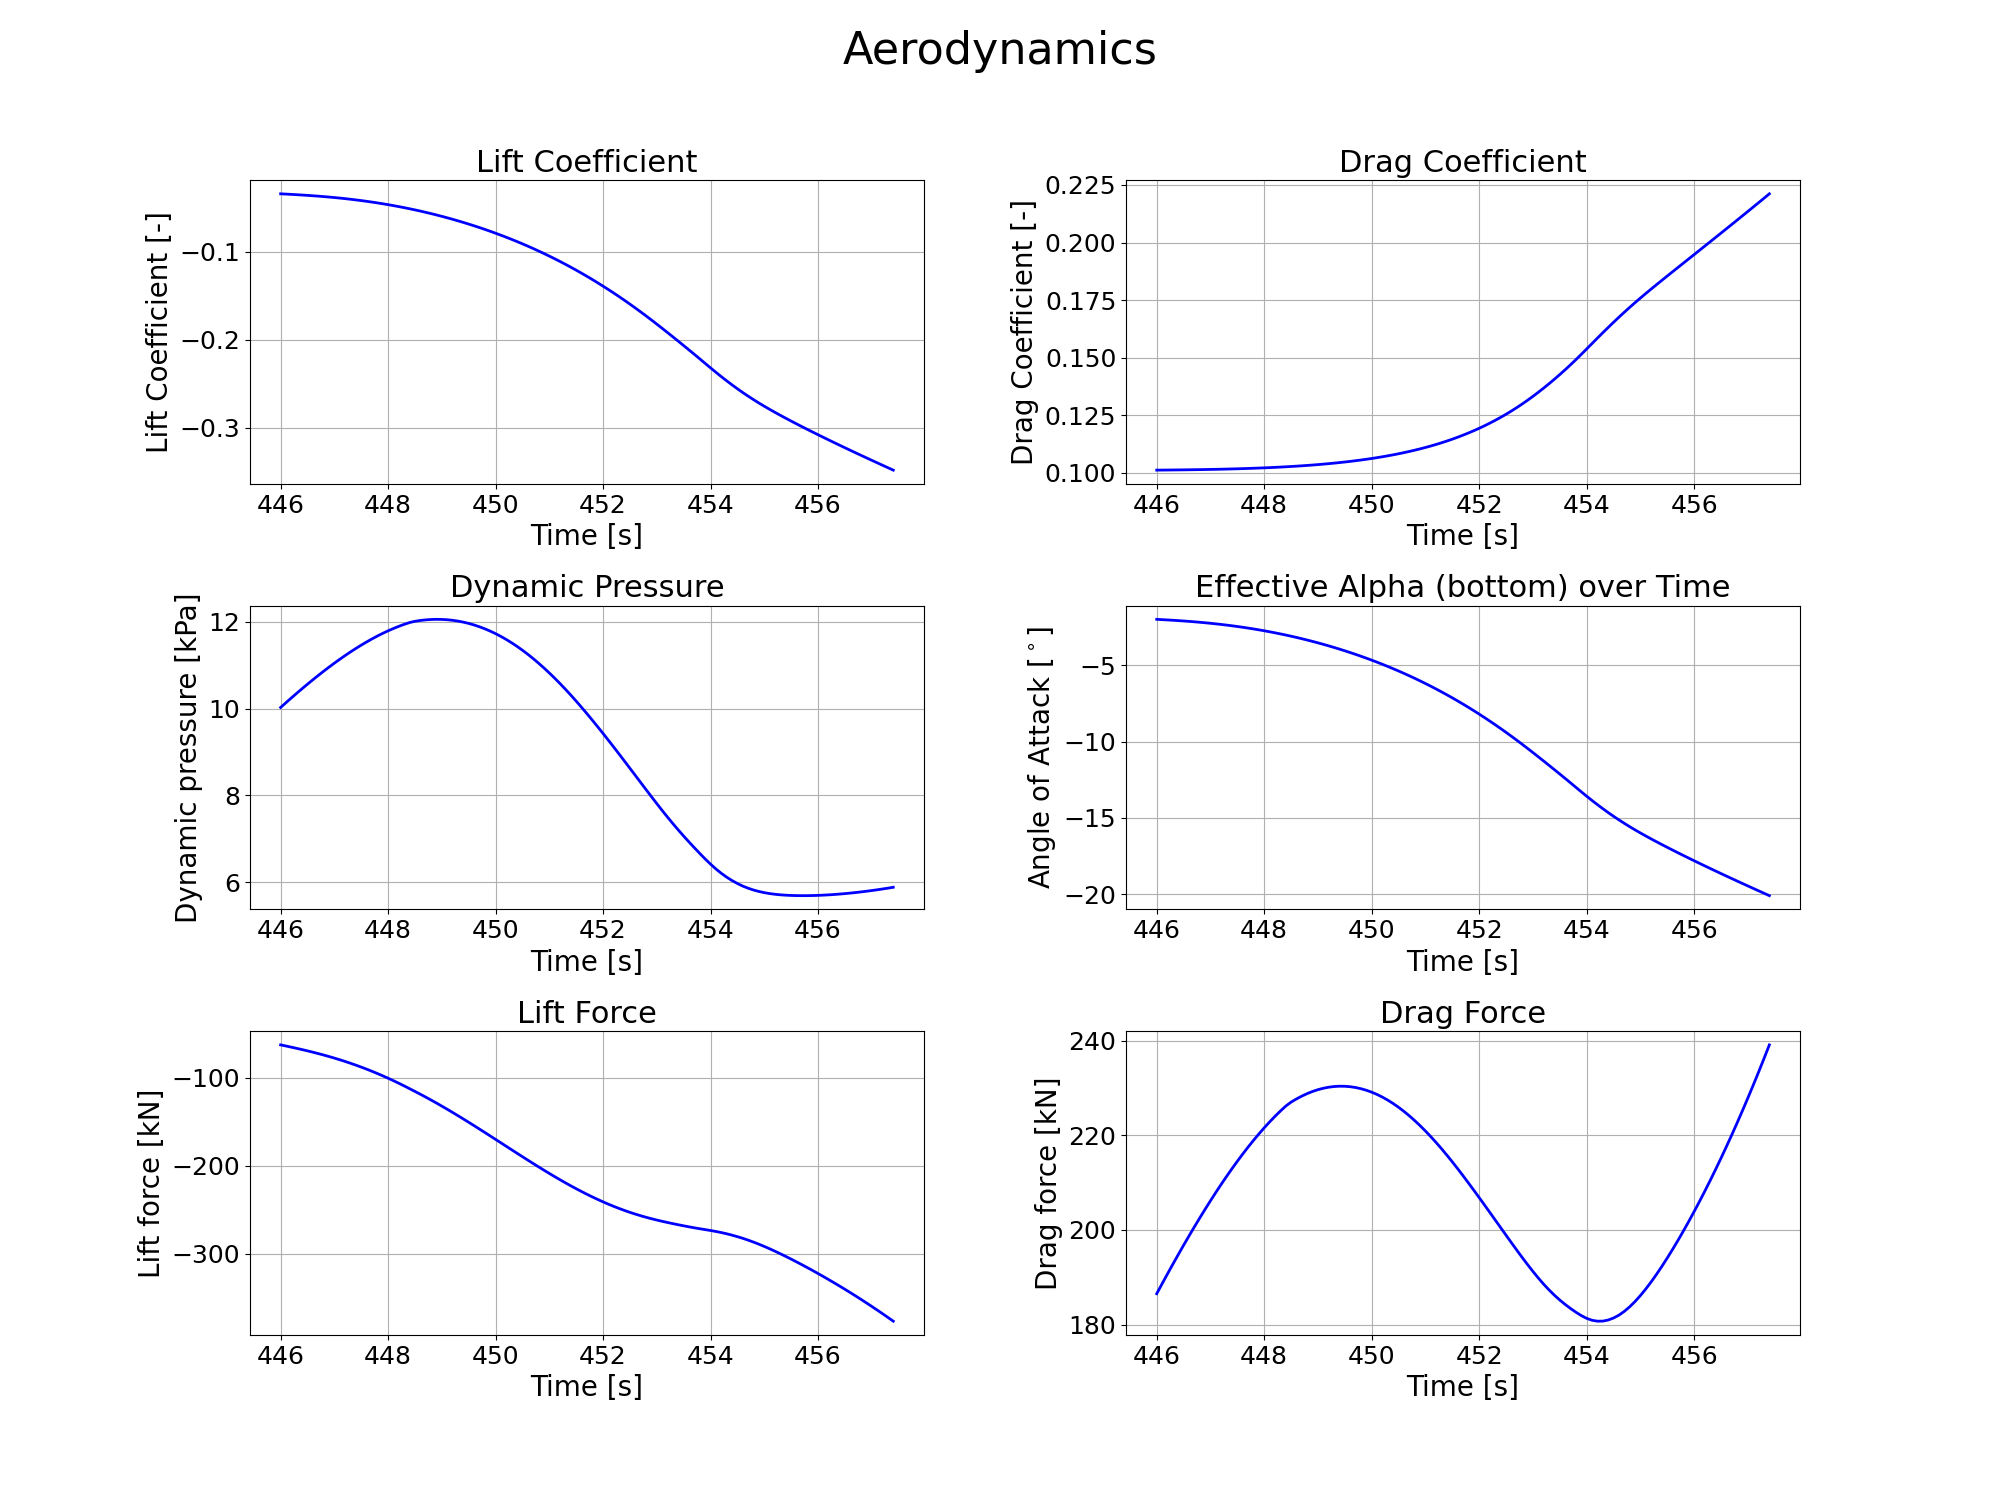 Aerodynamics
Lift Coefficient
Lift Coefficient [-]
−0.1
−0.2
−0.3
446 448 450 452 454 456
Time [s]
Drag Coefficient
Drag Coefficient [-]
0.225
0.200
0.175
0.150
0.125
0.100
446 448 450 452 454 456
Time [s]
Dynamic Pressure
Dynamic pressure [kPa]
12
10
8
6
446 448 450 452 454 456
Time [s]
Effective Alpha (bottom) over Time
Angle of Attack [°]
−5
−10
−15
−20
446 448 450 452 454 456
Time [s]
Lift Force
Lift force [kN]
−100
−200
−300
446 448 450 452 454 456
Time [s]
Drag Force
Drag force [kN]
240
220
200
180
446 448 450 452 454 456
Time [s]